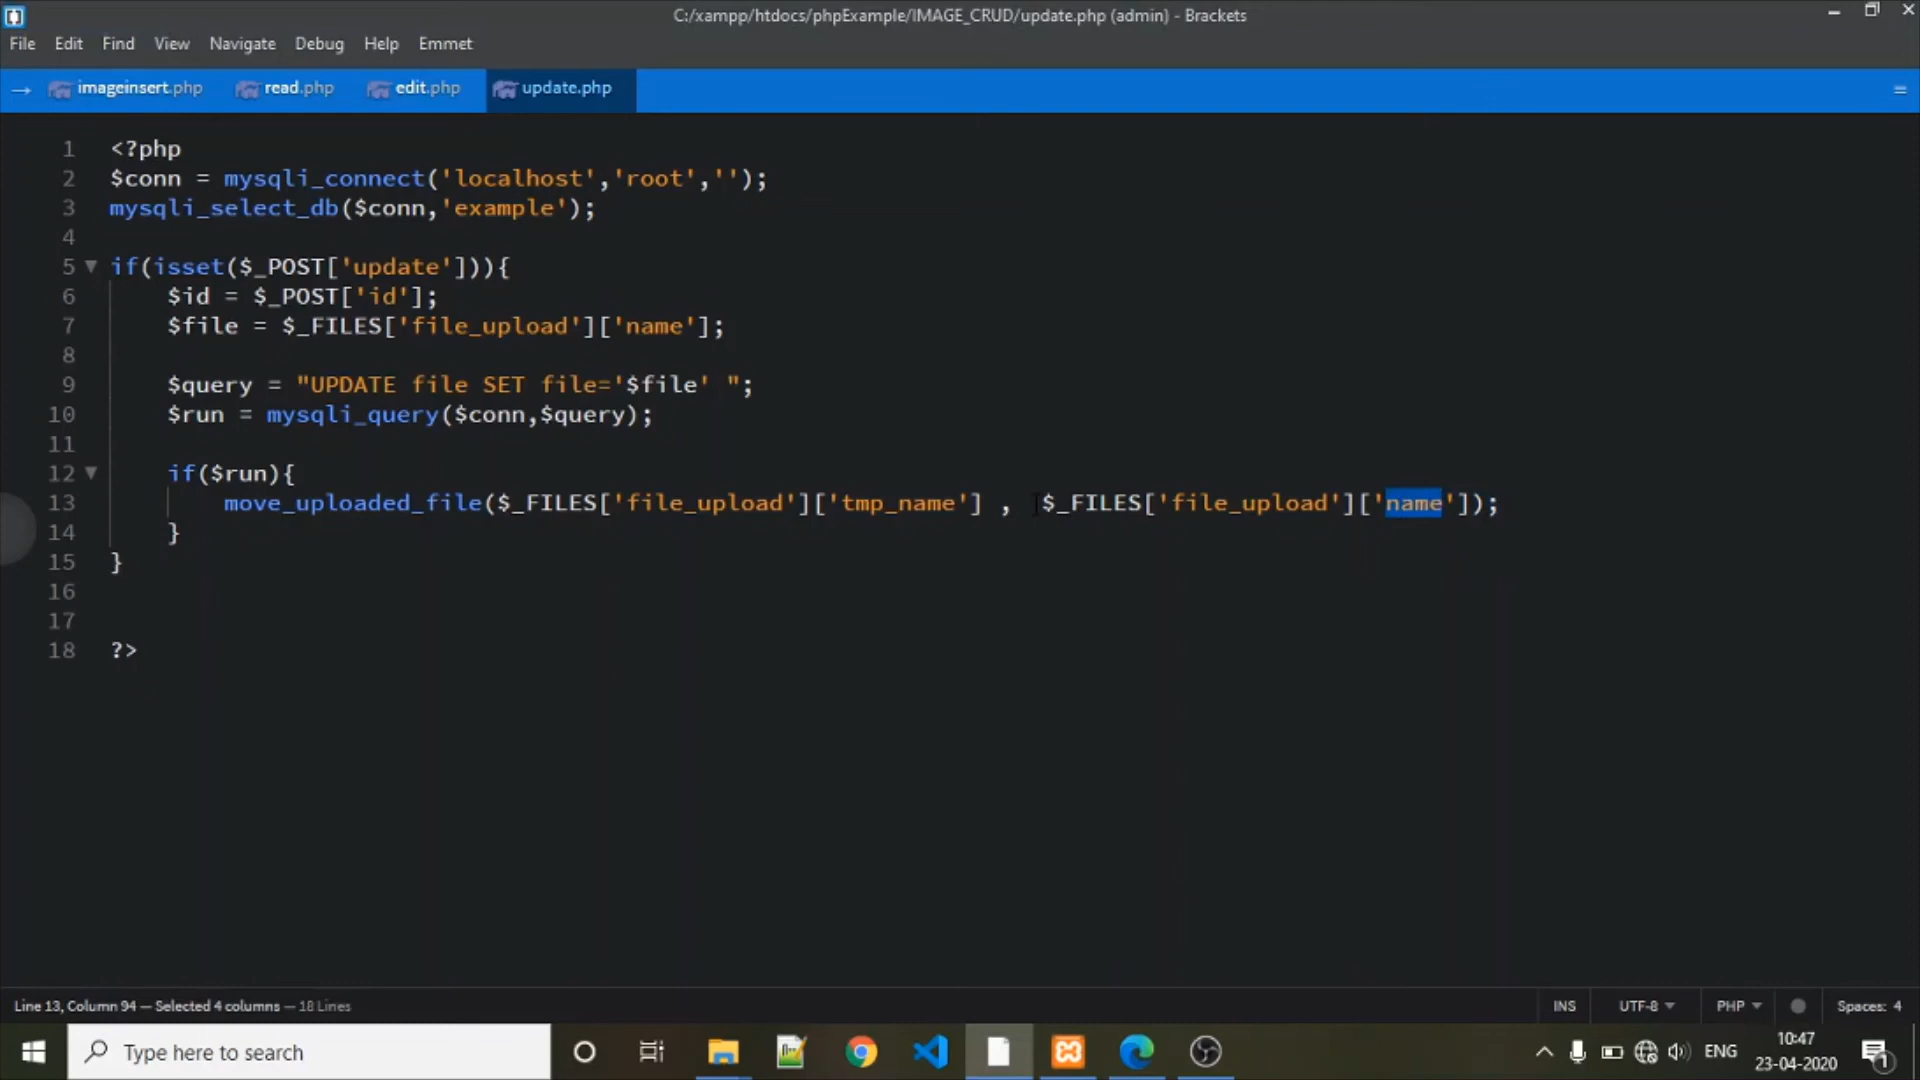 C:/xampp/htdocs/phpExample/IMAGE_CRUD/update.php (admin) - Brackets
File Edit Find View Navigate Debug Help Emmet
→ imageinsert.php read.php edit.php update.php
1 <?php
2 $conn = mysqli_connect('localhost','root','');
3 mysqli_select_db($conn,'example');
4
5 if(isset($_POST['update'])){
6 $id = $_POST['id'];
7 $file = $_FILES['file_upload']['name'];
8
9 $query = "UPDATE file SET file='$file' ";
10 $run = mysqli_query($conn,$query);
11
12 if($run){
13 move_uploaded_file($_FILES['file_upload']['tmp_name'] , $_FILES['file_upload']['name']);
14 }
15 }
16
17
18 ?>
Line 13, Column 94 — Selected 4 columns — 18 Lines INS UTF-8 PHP Spaces: 4
Type here to search ENG 10:47
23-04-2020 1